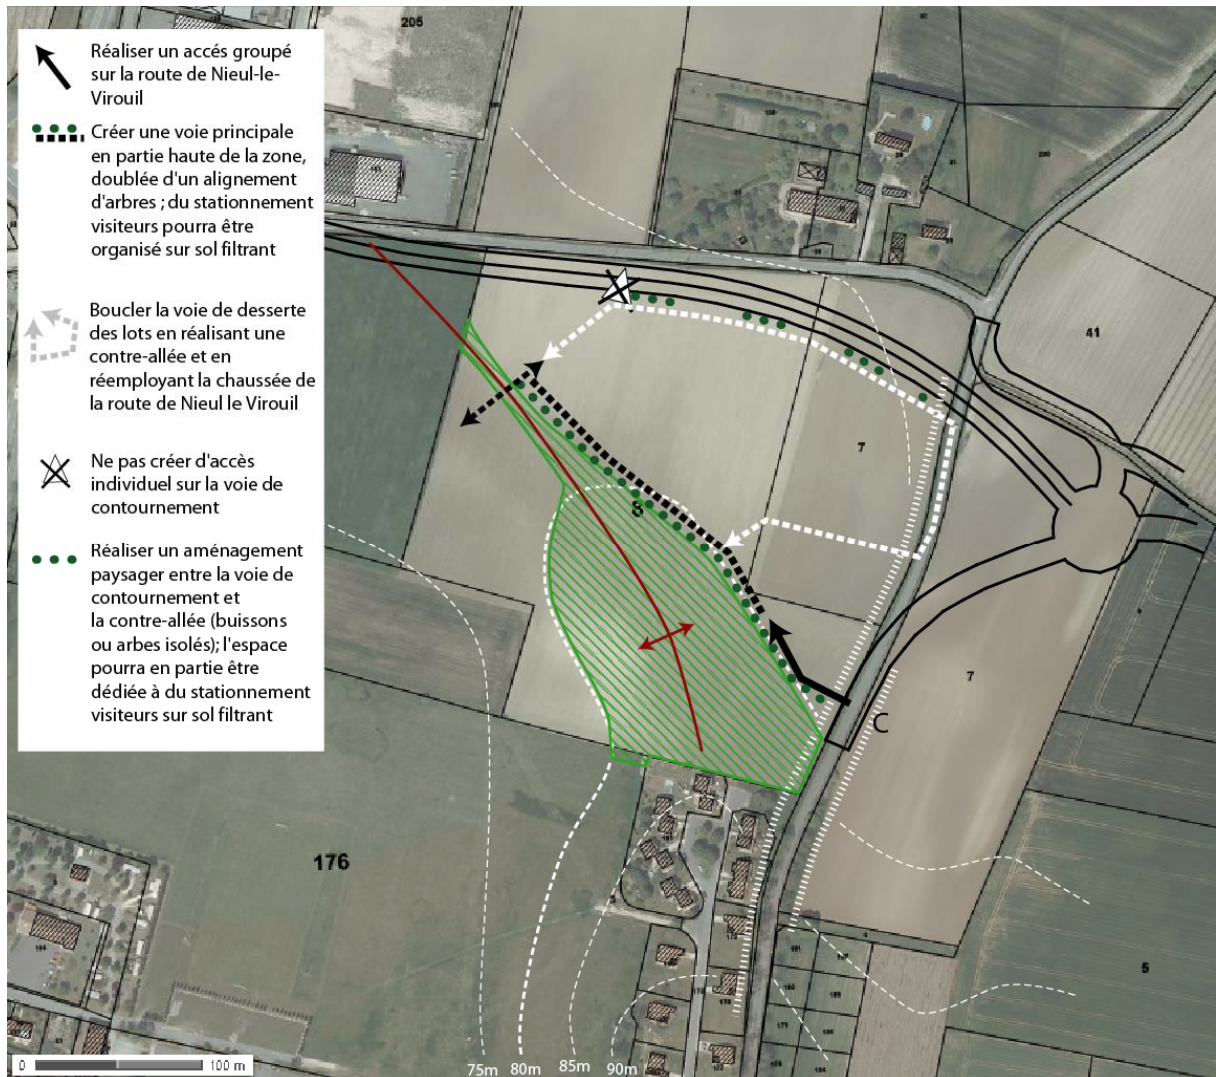 Réaliser un accés groupé
sur la route de Nieul-le-
Virouil
Créer une voie principale
en partie haute de la zone,
doublée d'un alignement
d'arbres ; du stationnement
visiteurs pourra être
organisé sur sol filtrant
Boucler la voie de desserte
des lots en réalisant une
contre-allée et en
réemployant la chaussée de
la route de Nieul le Virouil
Ne pas créer d'accès
individuel sur la voie de
contournement
Réaliser un aménagement
paysager entre la voie de
contournement et
la contre-allée (buissons
ou arbes isolés); l'espace
pourra en partie être
dédiée à du stationnement
visiteurs sur sol filtrant
205
41
7
8
7
C
176
5
0 100 m
75m 80m 85m 90m